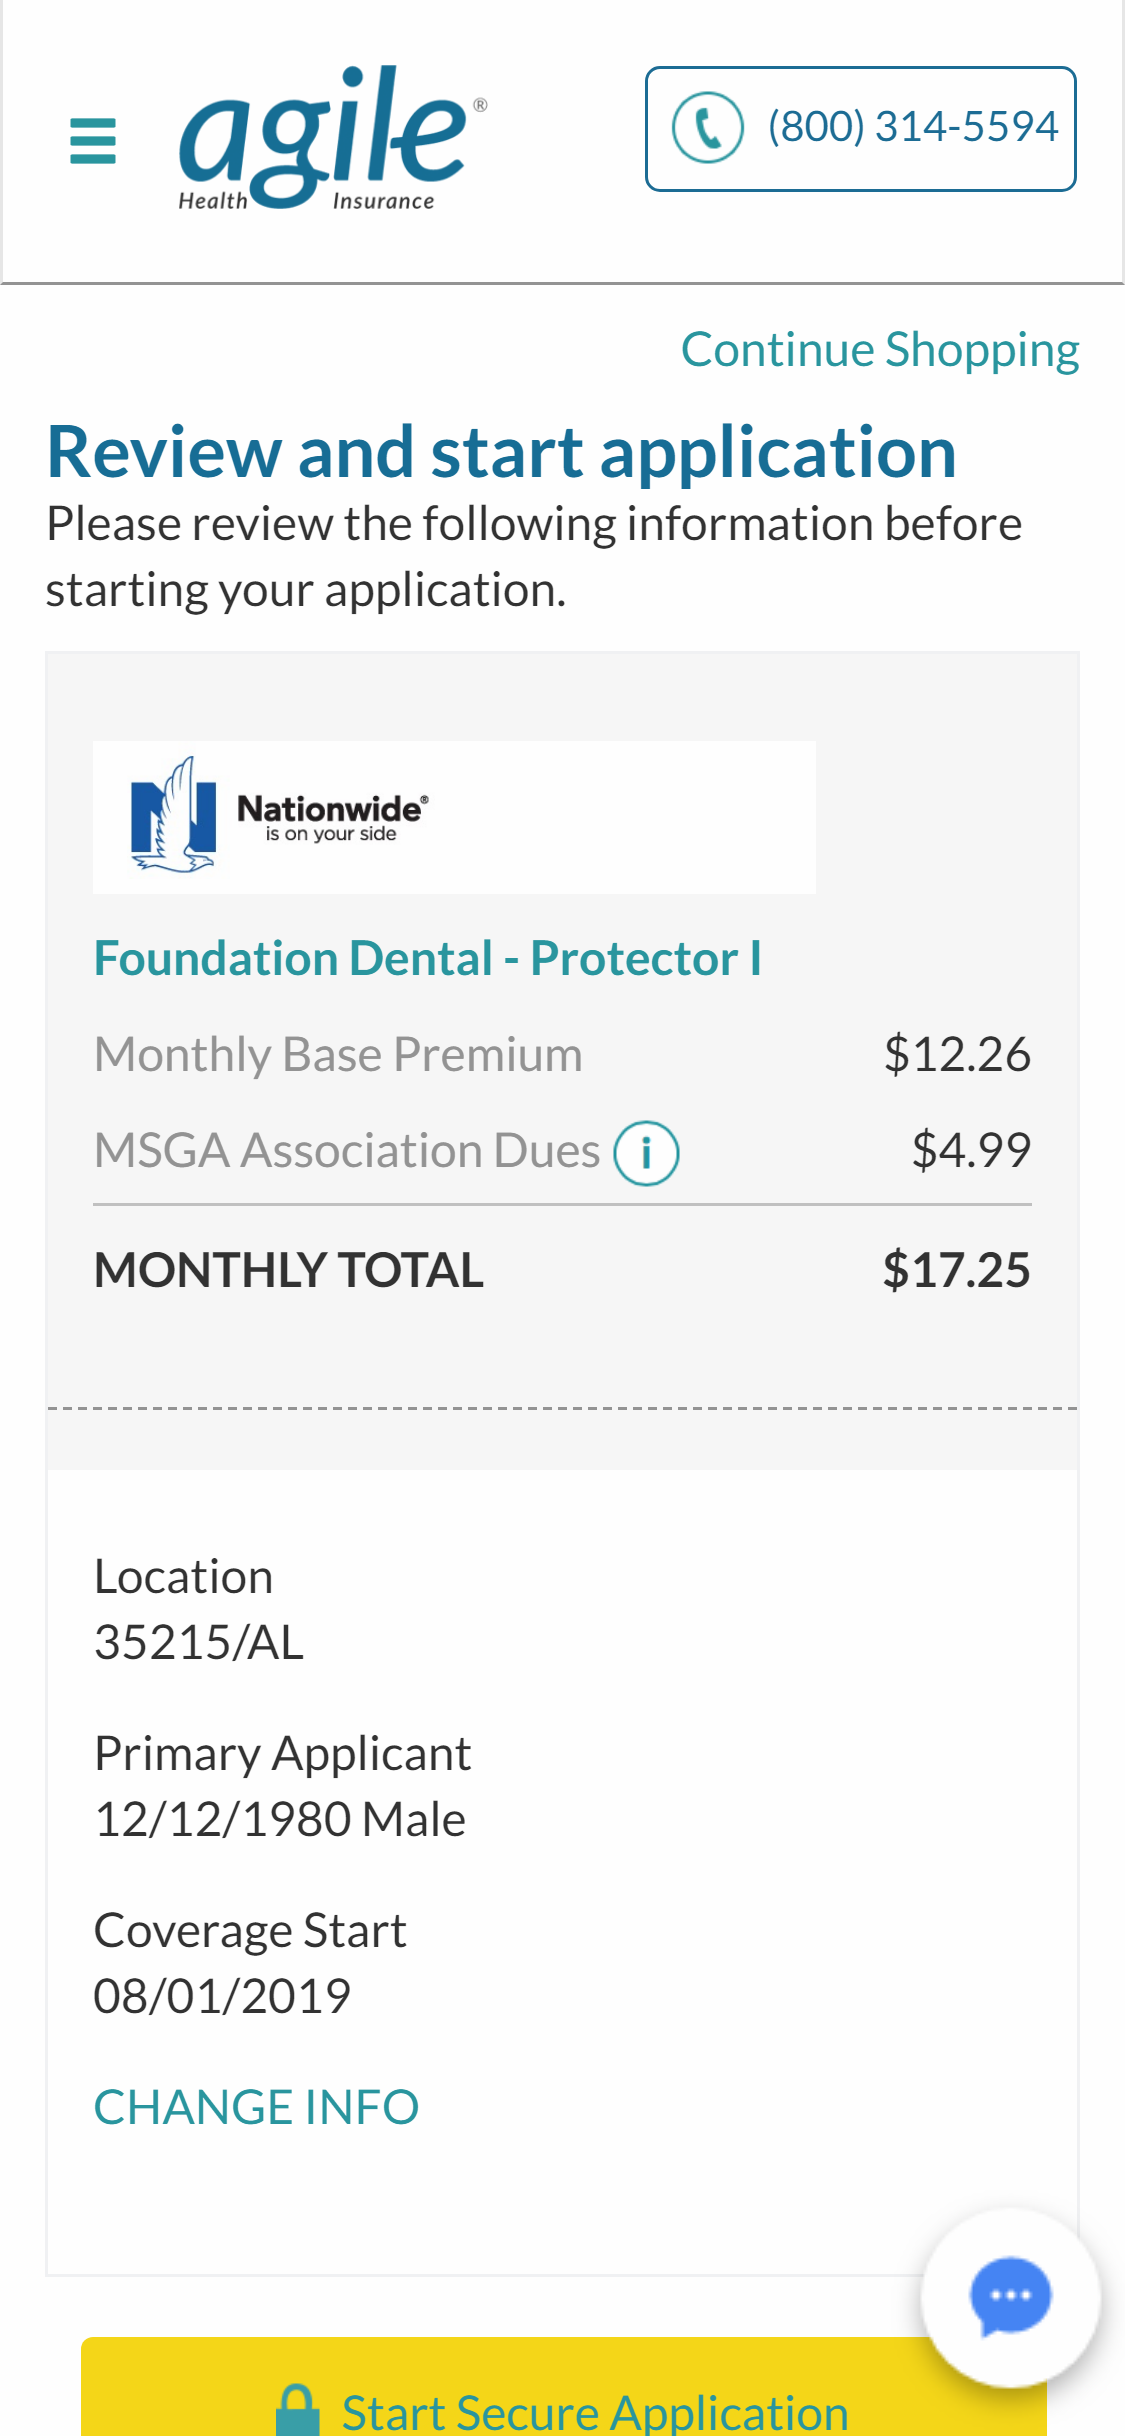 agile®
Health Insurance
(800) 314-5594
Continue Shopping
Review and start application
Please review the following information before
starting your application.
Nationwide®
is on your side
Foundation Dental - Protector I
Monthly Base Premium $12.26
MSGA Association Dues i $4.99
MONTHLY TOTAL $17.25
Location
35215/AL
Primary Applicant
12/12/1980 Male
Coverage Start
08/01/2019
CHANGE INFO
Start Secure Application